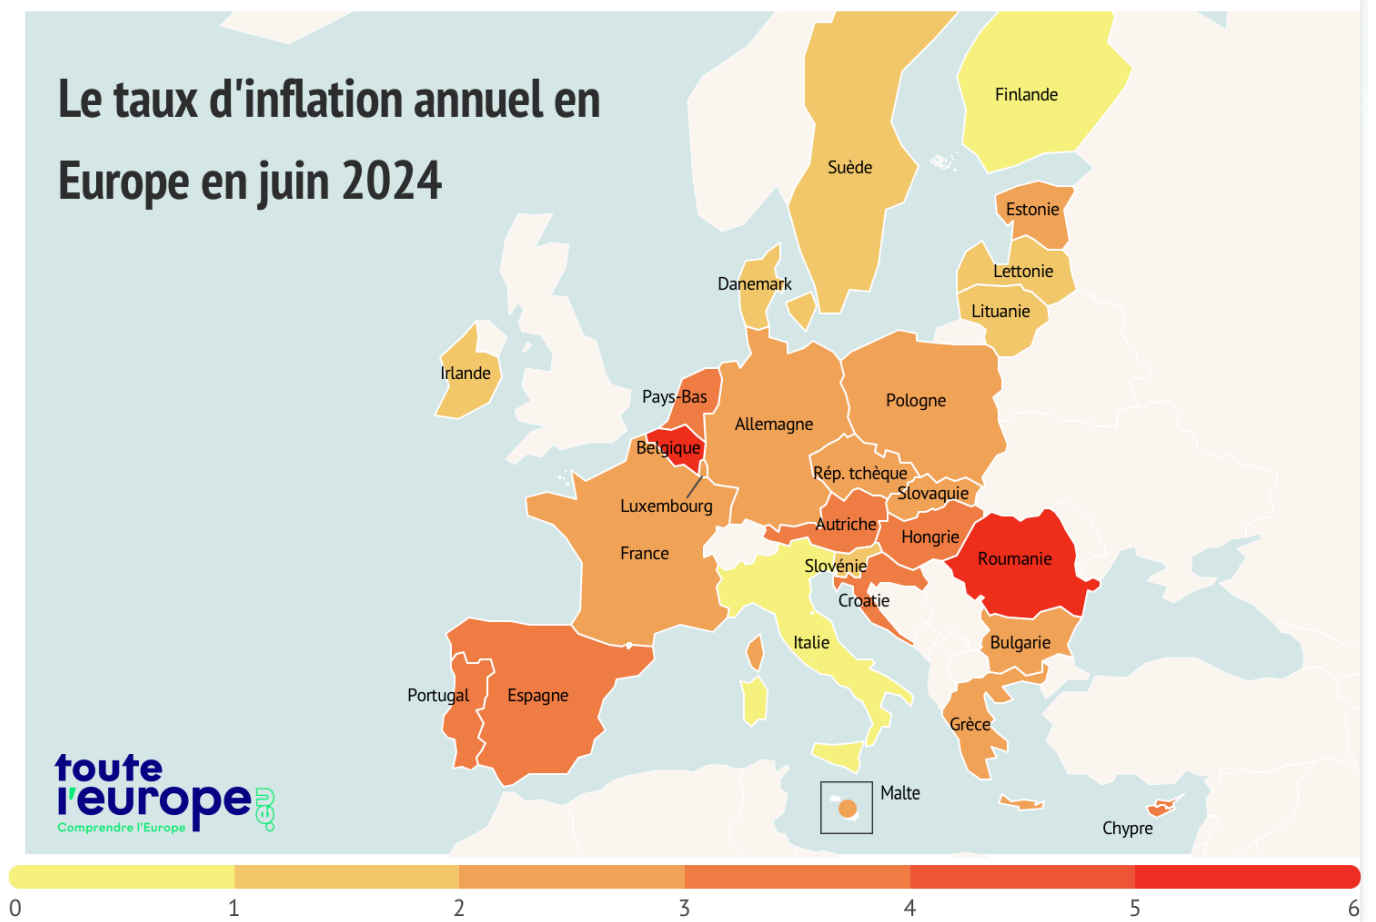 Le taux d'inflation annuel en
Europe en juin 2024
Finlande
Suède
Estonie
Lettonie
Danemark
Lituanie
Irlande
Pays-Bas
Pologne
Allemagne
Belgique
Rép. tchèque
Slovaquie
Luxembourg
Autriche
Hongrie
France
Roumanie
Slovénie
Croatie
Italie
Bulgarie
Portugal
Espagne
Grèce
Malte
Chypre
toute
l'europe
.eu
Comprendre l'Europe
0 1 2 3 4 5 6